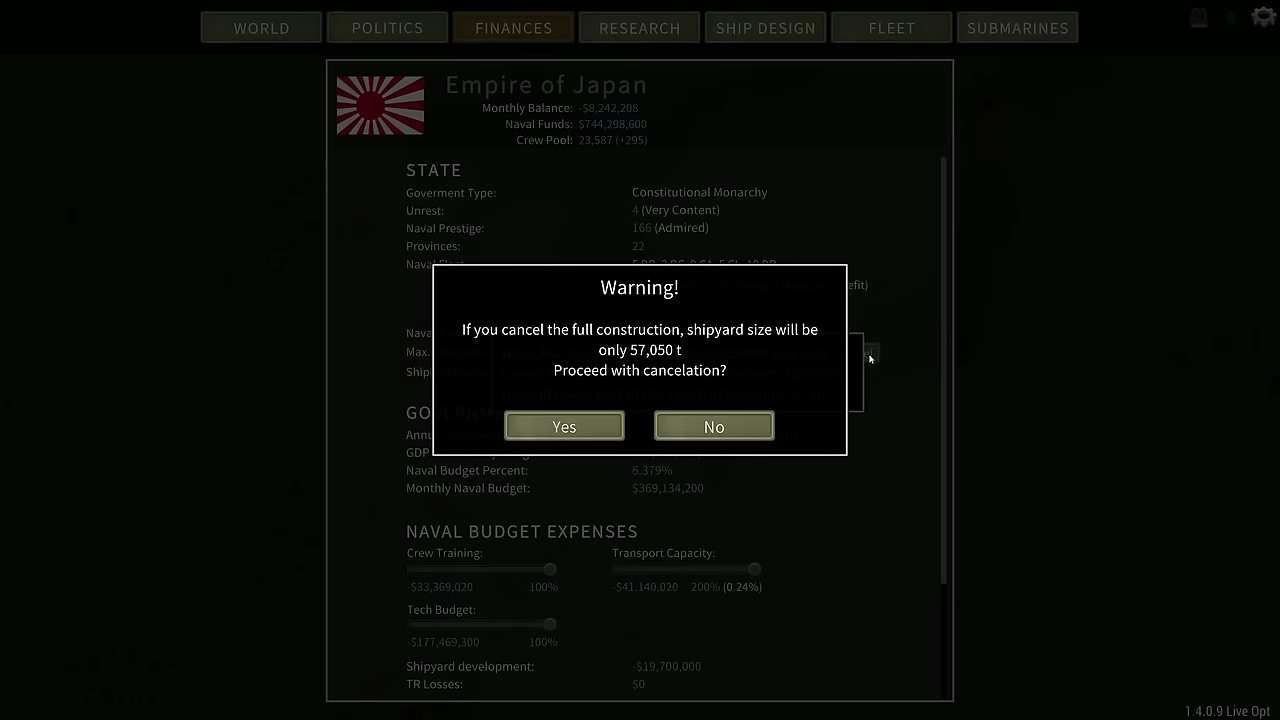 WORLD
POLITICS
FINANCES
RESEARCH
SHIP DESIGN
FLEET
SUBMARINES
Empire of Japan
Monthly Balance: -$8,242,208
Naval Funds: $744,298,600
Crew Pool: 23,587 (+295)
STATE
Goverment Type: Constitutional Monarchy
Unrest: 4 (Very Content)
Naval Prestige: 166 (Admired)
Provinces: 22
Warning!
If you cancel the full construction, shipyard size will be
only 57,050 t
Proceed with cancelation?
Yes
No
Naval Budget Percent: 6.379%
Monthly Naval Budget: $369,134,200
NAVAL BUDGET EXPENSES
Crew Training: Transport Capacity:
-$33,369,020 100% -$41,140,020 200% (0.24%)
Tech Budget:
-$177,469,300 100%
Shipyard development: -$19,700,000
TR Losses: $0
1.4.0.9 Live Opt